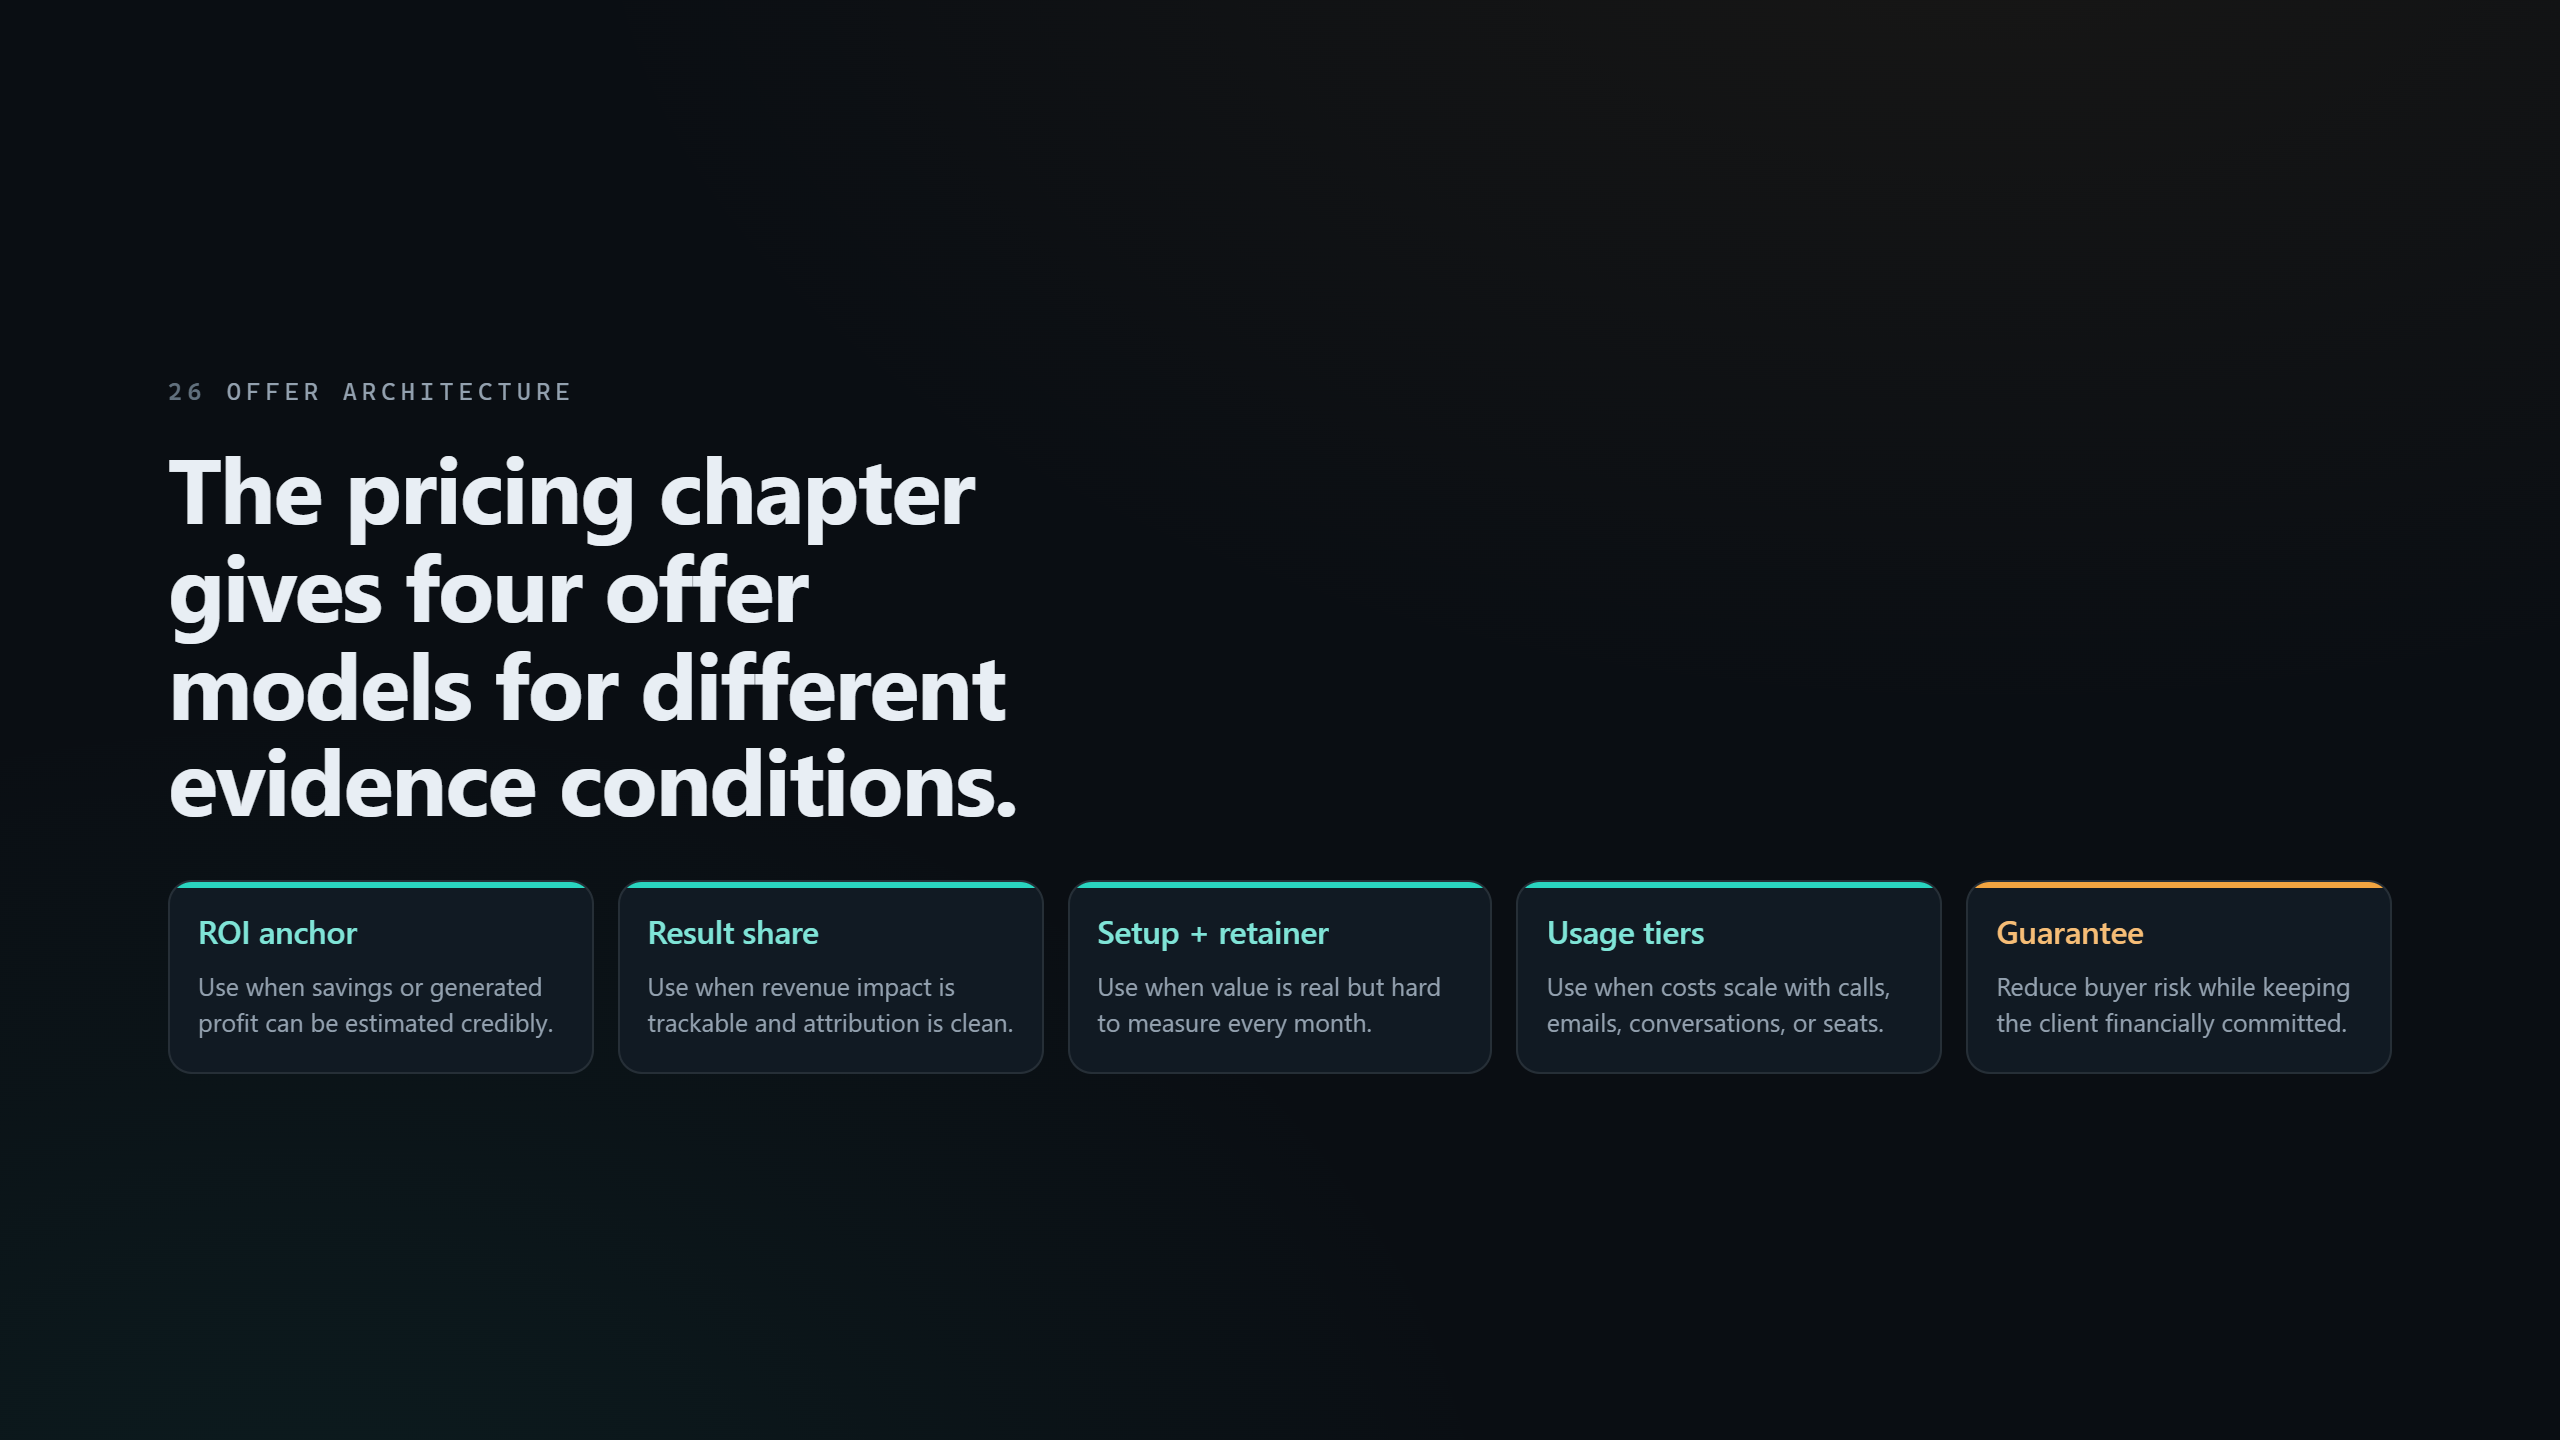 26 OFFER ARCHITECTURE
The pricing chapter
gives four offer
models for different
evidence conditions.
ROI anchor
Use when savings or generated
profit can be estimated credibly.
Result share
Use when revenue impact is
trackable and attribution is clean.
Setup + retainer
Use when value is real but hard
to measure every month.
Usage tiers
Use when costs scale with calls,
emails, conversations, or seats.
Guarantee
Reduce buyer risk while keeping
the client financially committed.